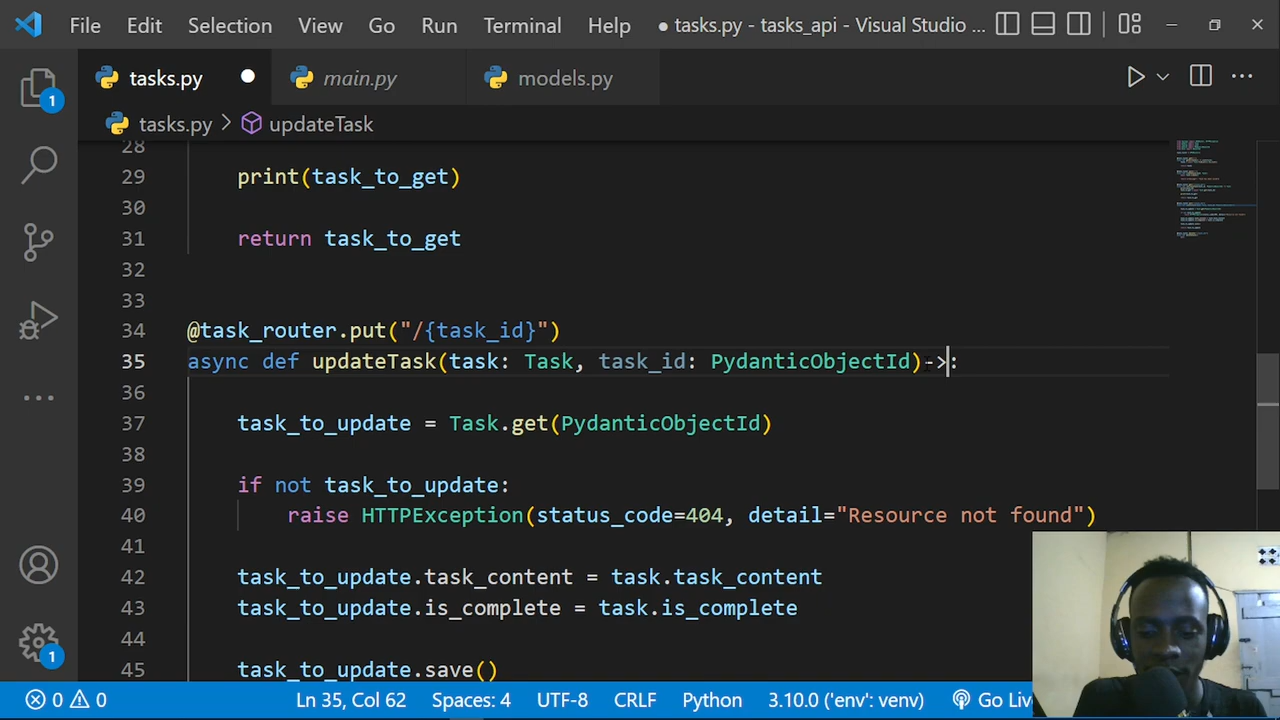 File Edit Selection View Go Run Terminal Help ● tasks.py - tasks_api - Visual Studio ...
tasks.py main.py models.py
tasks.py > updateTask
28
29 print(task_to_get)
30
31 return task_to_get
32
33
34 @task_router.put("/{task_id}")
35 async def updateTask(task: Task, task_id: PydanticObjectId)->:
36
37 task_to_update = Task.get(PydanticObjectId)
38
39 if not task_to_update:
40 raise HTTPException(status_code=404, detail="Resource not found")
41
42 task_to_update.task_content = task.task_content
43 task_to_update.is_complete = task.is_complete
44
45 task_to_update.save()
1
1
0 0 Ln 35, Col 62 Spaces: 4 UTF-8 CRLF Python 3.10.0 ('env': venv) Go Liv